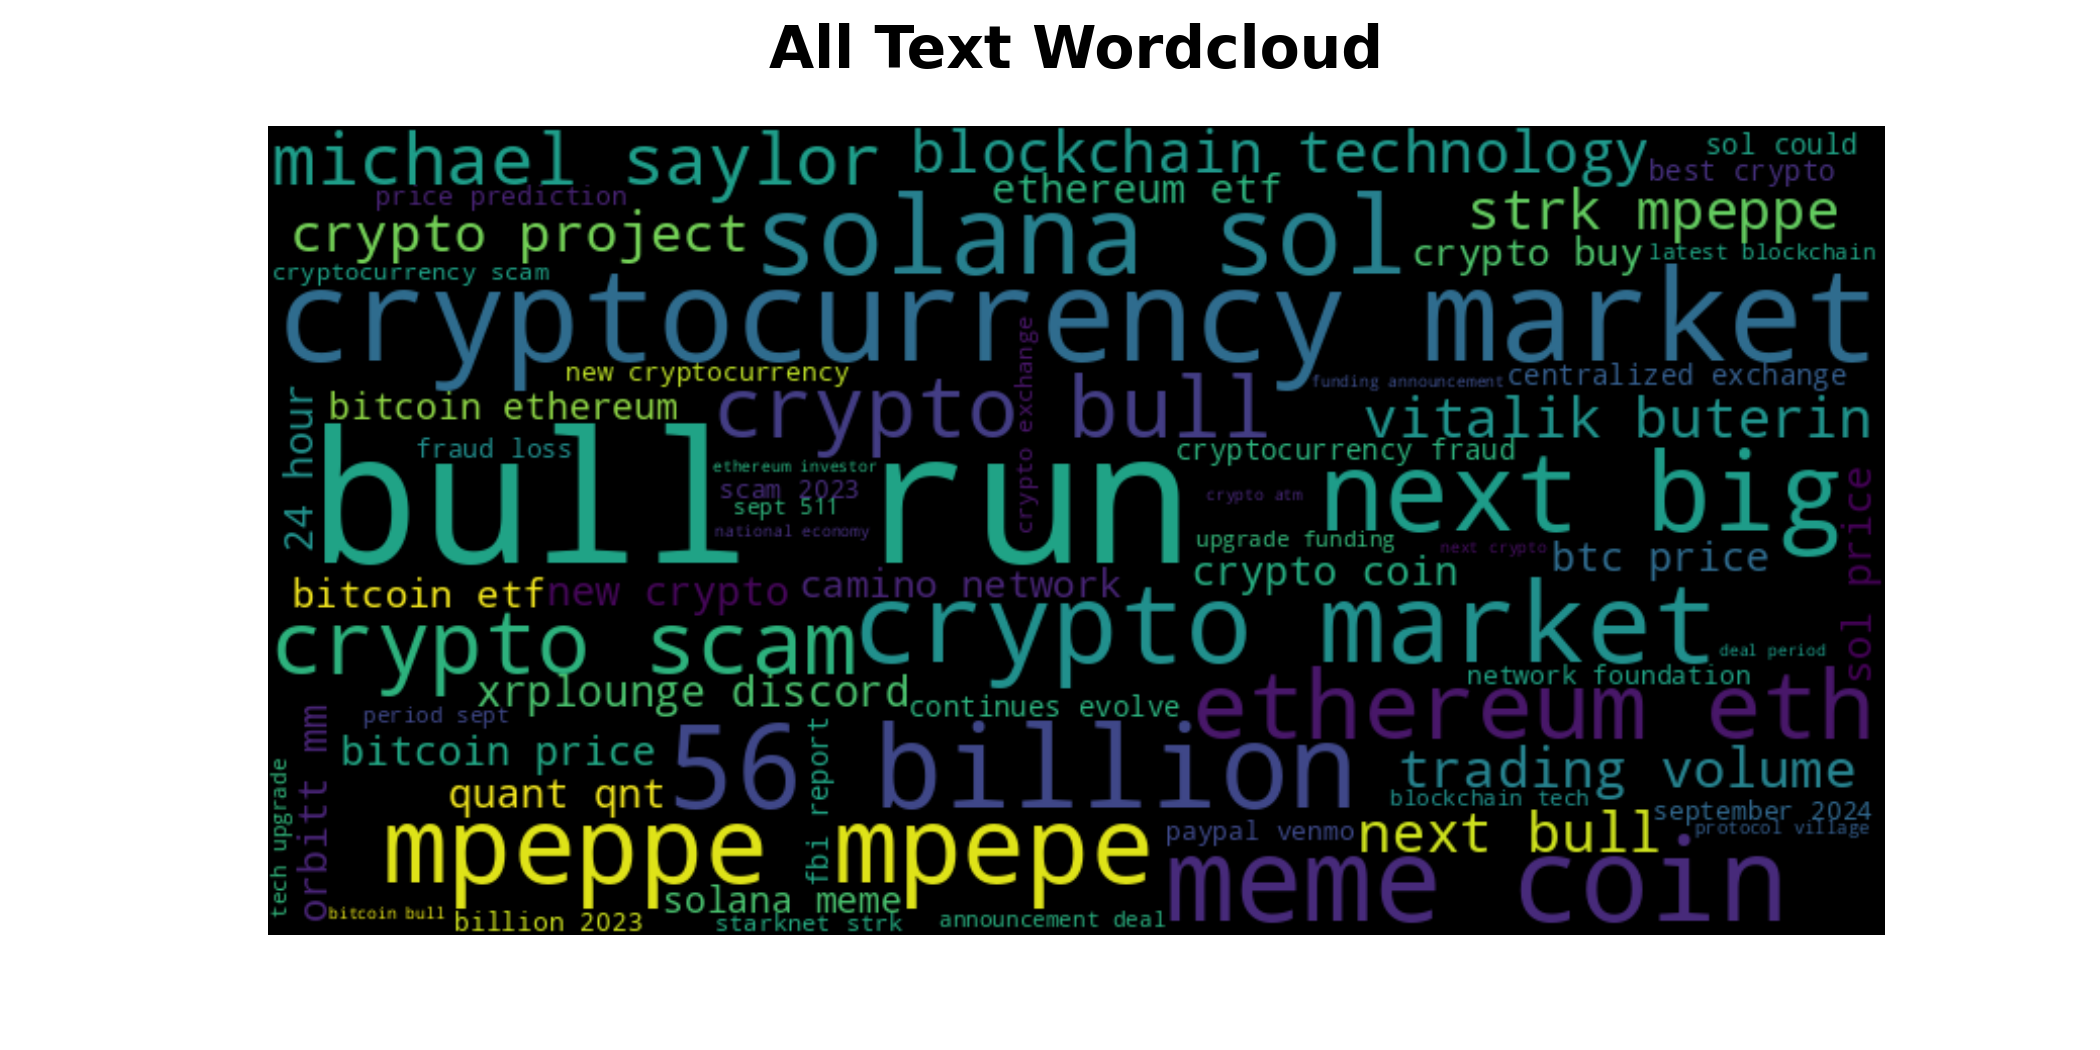 All Text Wordcloud
michael saylor
blockchain technology
sol could
best crypto
price prediction
ethereum etf
crypto project
solana sol
strk mpeppe
crypto buy
latest blockchain
cryptocurrency scam
cryptocurrency market
new cryptocurrency
crypto exchange
funding announcement
centralized exchange
24 hour
bitcoin ethereum
crypto bull
vitalik buterin
fraud loss
cryptocurrency fraud
bull run
ethereum investor
scam 2023
sept 511
national economy
crypto atm
next big
sol price
upgrade funding
next crypto
btc price
bitcoin etf
new crypto
camino network
crypto coin
crypto scam
crypto market
deal period
network foundation
xrplounge discord
continues evolve
ethereum eth
orbitt mm
period sept
bitcoin price
56 billion
fbi report
trading volume
tech upgrade
quant qnt
blockchain tech
september 2024
mpeppe mpepe
paypal venmo
next bull
protocol village
meme coin
solana meme
bitcoin bull
billion 2023
starknet strk
announcement deal